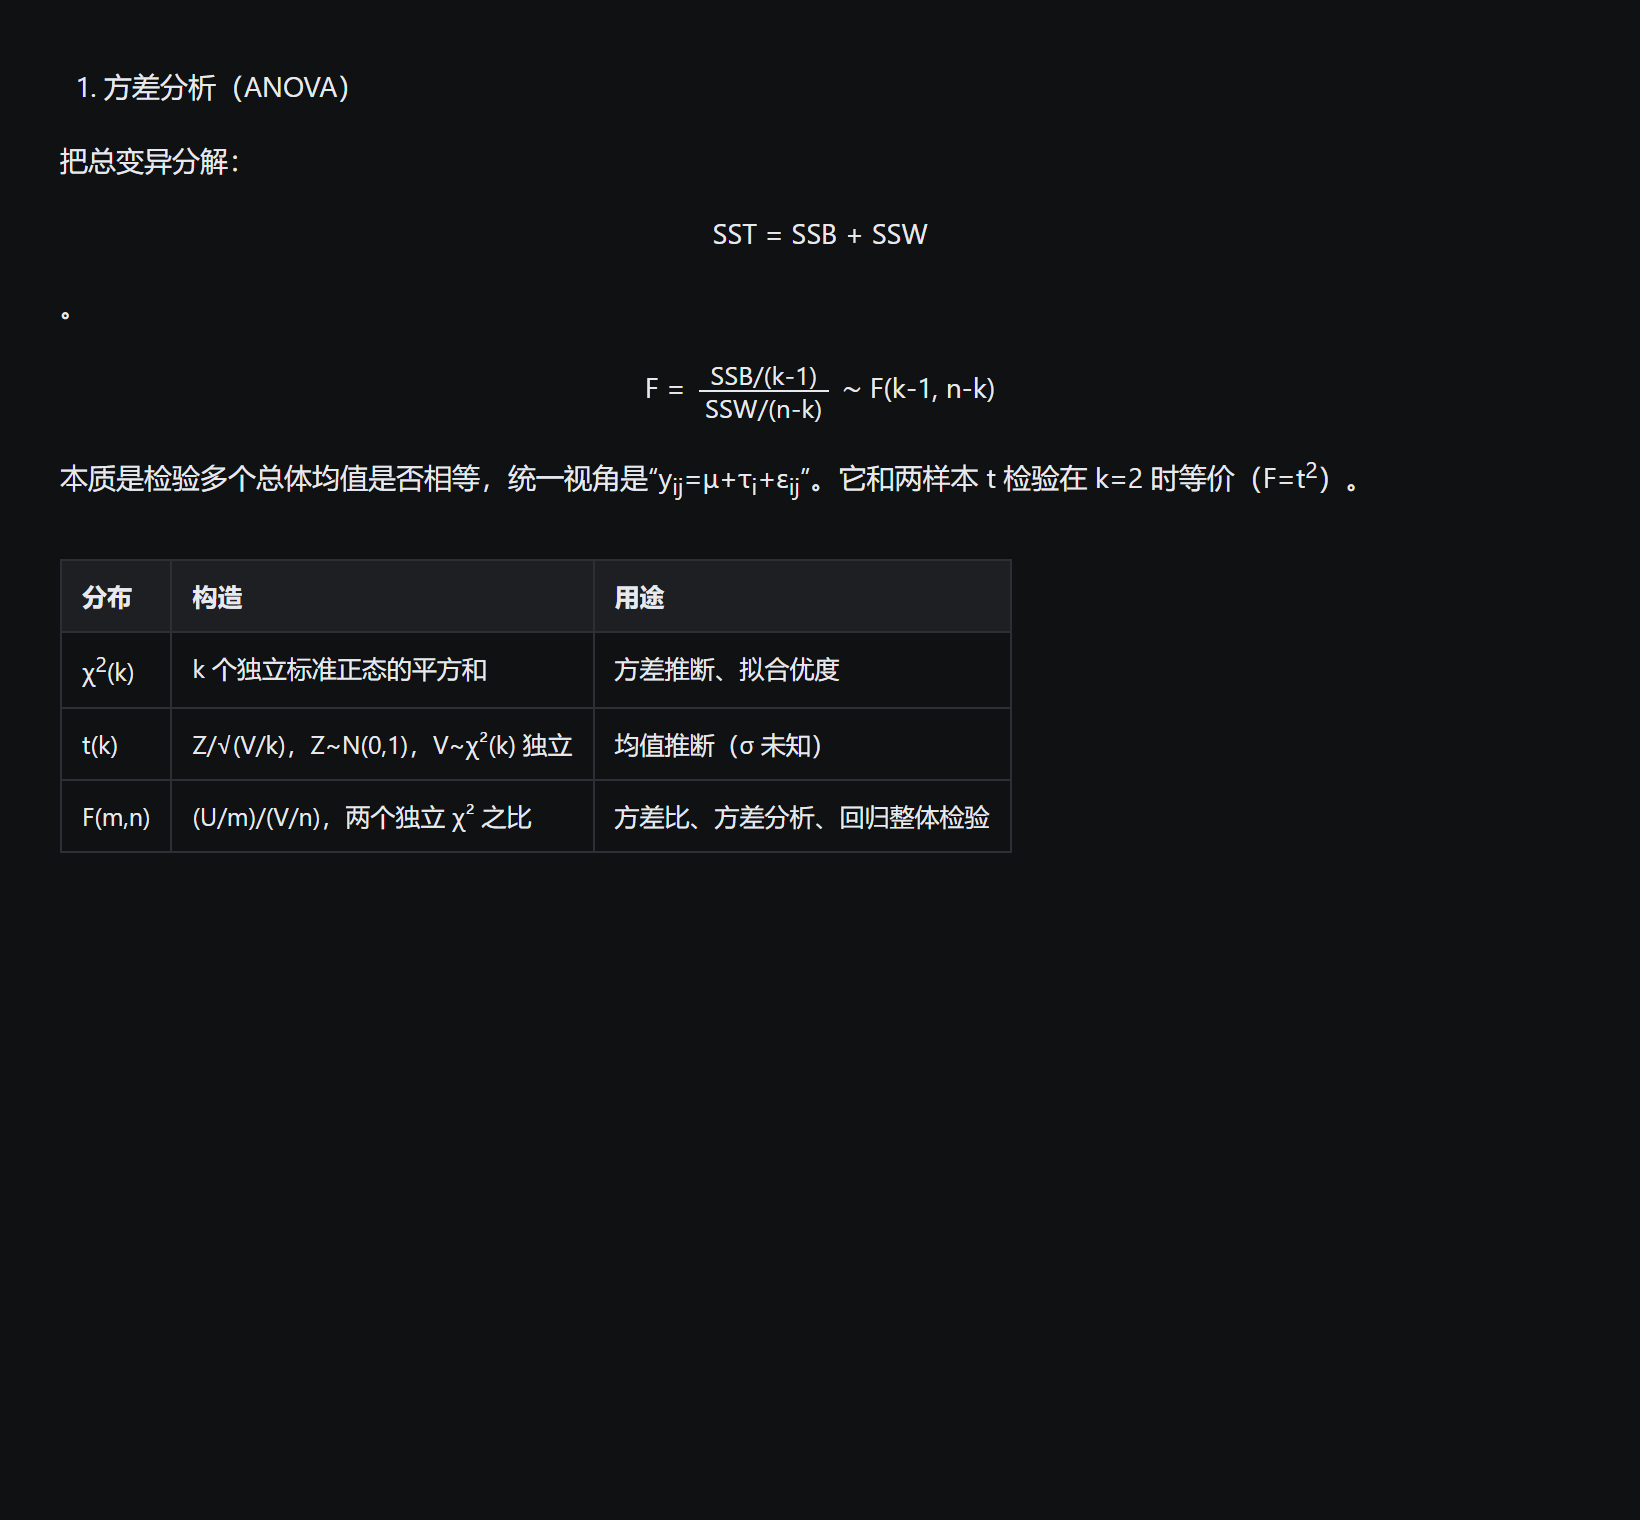 1. 方差分析（ANOVA）
把总变异分解：
SST = SSB + SSW
。
F = SSB/(k-1) / SSW/(n-k) ~ F(k-1, n-k)
本质是检验多个总体均值是否相等，统一视角是“yᵢⱼ=μ+τᵢ+εᵢⱼ”。它和两样本 t 检验在 k=2 时等价（F=t²）。
分布 构造 用途
χ²(k) k 个独立标准正态的平方和 方差推断、拟合优度
t(k) Z/√(V/k)，Z~N(0,1)，V~χ²(k) 独立 均值推断（σ 未知）
F(m,n) (U/m)/(V/n)，两个独立 χ² 之比 方差比、方差分析、回归整体检验